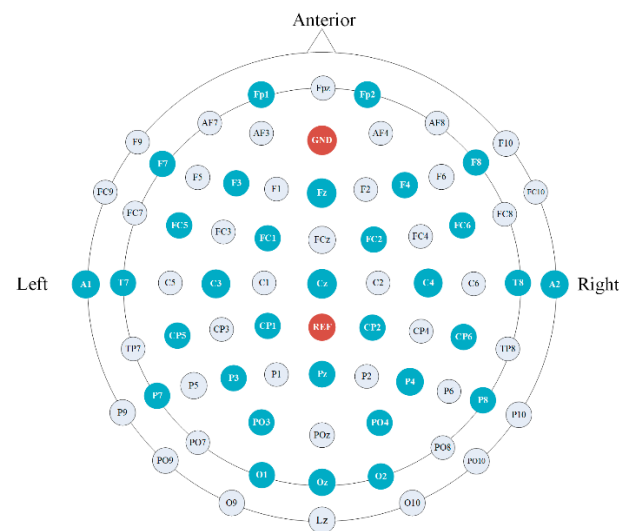 Anterior
Fp1 Fpz Fp2
AF7 AF3 GND AF4 AF8
F9 F10
F7 F5 F3 F1 Fz F2 F4 F6 F8
FC9 FC10
FC7 FC5 FC3 FC1 FCz FC2 FC4 FC6 FC8
Left A1 T7 C5 C3 C1 Cz C2 C4 C6 T8 A2 Right
CP5 CP3 CP1 REF CP2 CP4 CP6
TP7 TP8
P7 P5 P3 P1 Pz P2 P4 P6 P8
P9 P10
PO3 POz PO4
PO7 PO8
PO9 PO10
O1 Oz O2
O9 O10
Lz